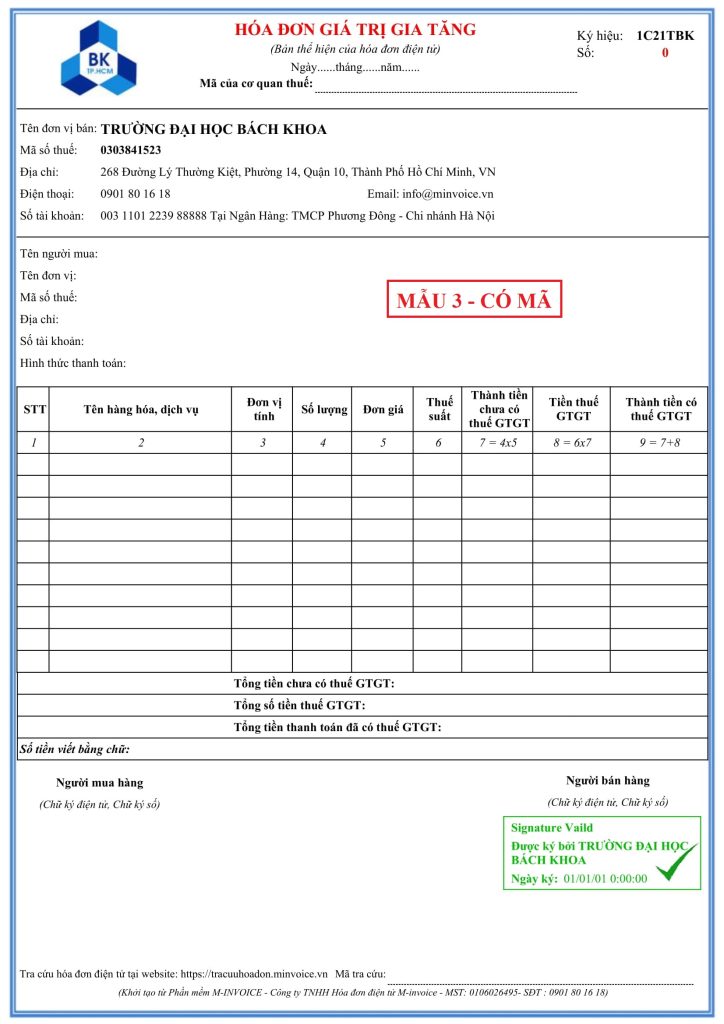 BK
TP.HCM
HÓA ĐƠN GIÁ TRỊ GIA TĂNG
(Bản thể hiện của hóa đơn điện tử)
Ngày......tháng......năm......
Mã của cơ quan thuế:
Ký hiệu: 1C21TBK
Số: 0
Tên đơn vị bán: TRƯỜNG ĐẠI HỌC BÁCH KHOA
Mã số thuế: 0303841523
Địa chỉ: 268 Đường Lý Thường Kiệt, Phường 14, Quận 10, Thành Phố Hồ Chí Minh, VN
Điện thoại: 0901 80 16 18 Email: info@minvoice.vn
Số tài khoản: 003 1101 2239 88888 Tại Ngân Hàng: TMCP Phương Đông - Chi nhánh Hà Nội
Tên người mua:
Tên đơn vị:
Mã số thuế:
Địa chỉ:
Số tài khoản:
Hình thức thanh toán:
MẪU 3 - CÓ MÃ
STT Tên hàng hóa, dịch vụ Đơn vị tính Số lượng Đơn giá Thuế suất Thành tiền chưa có thuế GTGT Tiền thuế GTGT Thành tiền có thuế GTGT
1 2 3 4 5 6 7 = 4x5 8 = 6x7 9 = 7+8
Tổng tiền chưa có thuế GTGT:
Tổng số tiền thuế GTGT:
Tổng tiền thanh toán đã có thuế GTGT:
Số tiền viết bằng chữ:
Người mua hàng
(Chữ ký điện tử, Chữ ký số)
Người bán hàng
(Chữ ký điện tử, Chữ ký số)
Signature Vaild
Được ký bởi TRƯỜNG ĐẠI HỌC
BÁCH KHOA
Ngày ký: 01/01/01 0:00:00
Tra cứu hóa đơn điện tử tại website: https://tracuuhoadon.minvoice.vn Mã tra cứu:
(Khởi tạo từ Phần mềm M-INVOICE - Công ty TNHH Hóa đơn điện tử M-invoice - MST: 0106026495- SĐT : 0901 80 16 18)